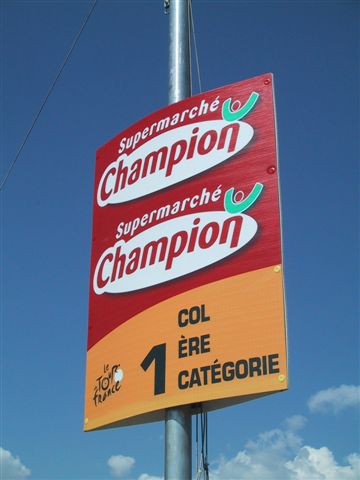 Supermarché
Champion
Supermarché
Champion
COL
1 ÈRE
CATÉGORIE
le
TOUR
de
france